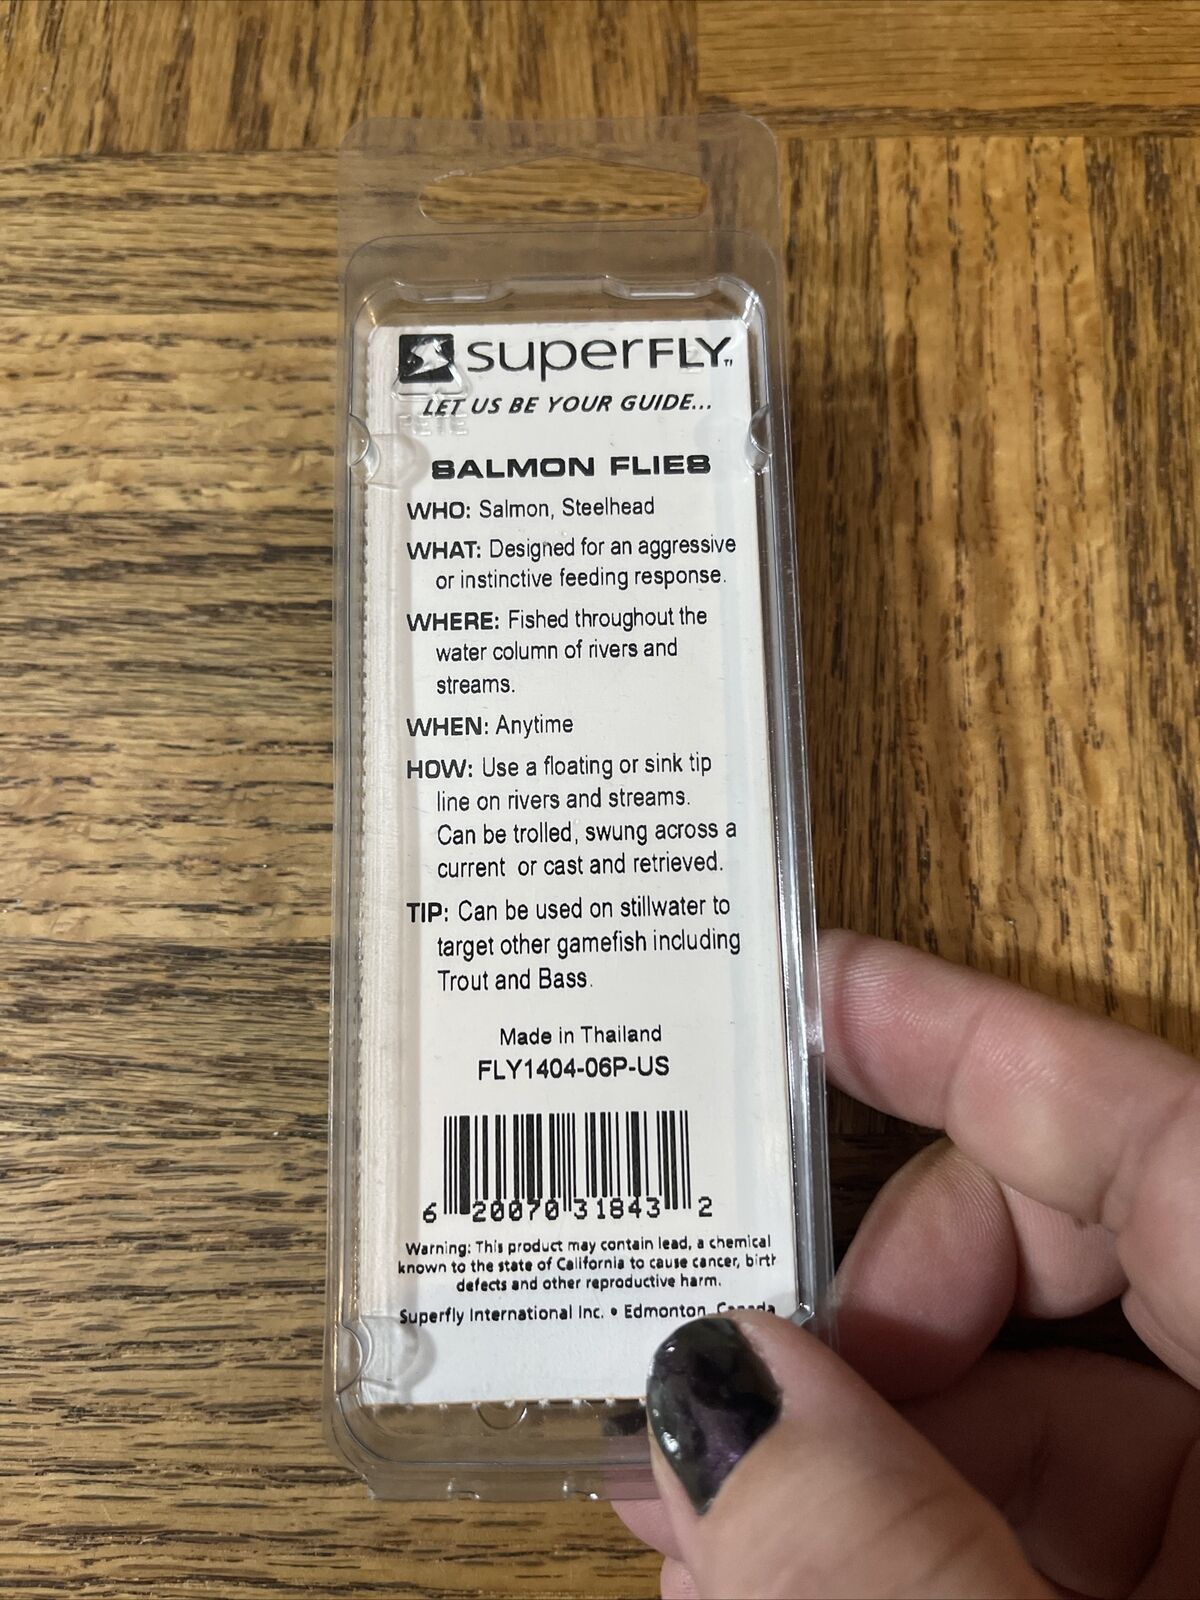 superFLY™
LET US BE YOUR GUIDE...
PETE
SALMON FLIES
WHO: Salmon, Steelhead
WHAT: Designed for an aggressive
or instinctive feeding response.
WHERE: Fished throughout the
water column of rivers and
streams.
WHEN: Anytime
HOW: Use a floating or sink tip
line on rivers and streams.
Can be trolled, swung across a
current or cast and retrieved.
TIP: Can be used on stillwater to
target other gamefish including
Trout and Bass.
Made in Thailand
FLY1404-06P-US
6 20070 31843 2
Warning: This product may contain lead, a chemical
known to the state of California to cause cancer, birth
defects and other reproductive harm.
Superfly International Inc. • Edmonton, Canada